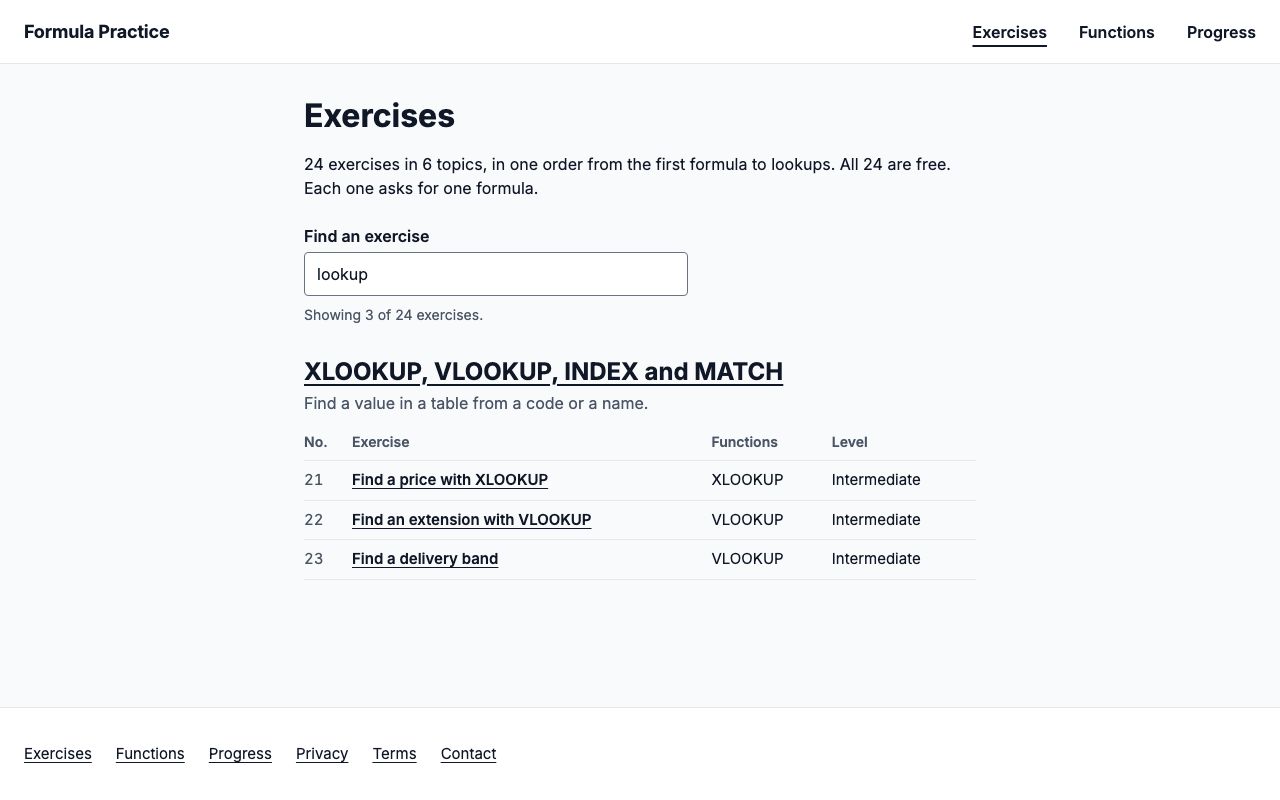 Formula Practice
Exercises Functions Progress
Exercises
24 exercises in 6 topics, in one order from the first formula to lookups. All 24 are free.
Each one asks for one formula.
Find an exercise
lookup
Showing 3 of 24 exercises.
XLOOKUP, VLOOKUP, INDEX and MATCH
Find a value in a table from a code or a name.
No. Exercise Functions Level
21 Find a price with XLOOKUP XLOOKUP Intermediate
22 Find an extension with VLOOKUP VLOOKUP Intermediate
23 Find a delivery band VLOOKUP Intermediate
Exercises Functions Progress Privacy Terms Contact